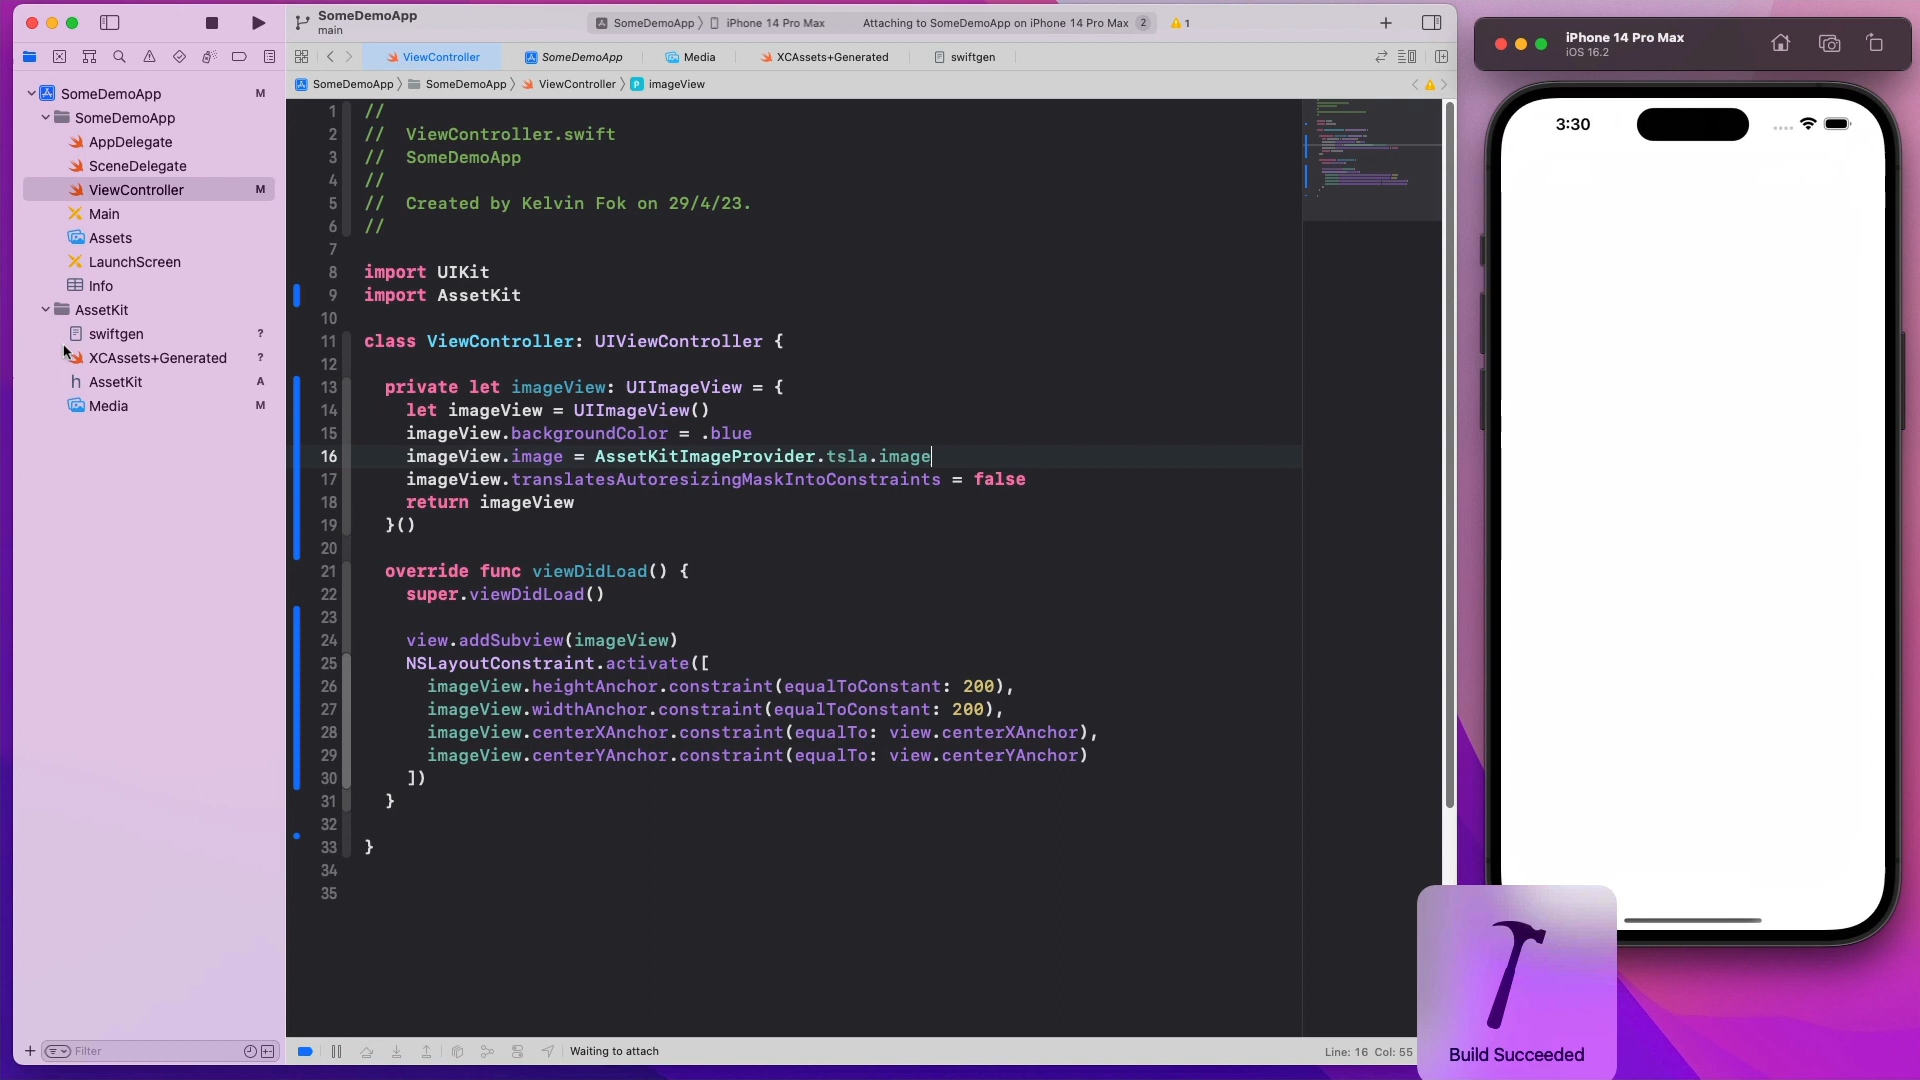 SomeDemoApp
main
SomeDemoApp 〉 iPhone 14 Pro Max
Attaching to SomeDemoApp on iPhone 14 Pro Max 2
1
ViewController
SomeDemoApp
Media
XCAssets+Generated
swiftgen
SomeDemoApp 〉 SomeDemoApp 〉 ViewController 〉 P imageView
SomeDemoApp M
SomeDemoApp
AppDelegate
SceneDelegate
ViewController M
Main
Assets
LaunchScreen
Info
AssetKit
swiftgen ?
XCAssets+Generated ?
h AssetKit A
Media M
Filter
1 //
2 //  ViewController.swift
3 //  SomeDemoApp
4 //
5 //  Created by Kelvin Fok on 29/4/23.
6 //
7
8 import UIKit
9 import AssetKit
10
11 class ViewController: UIViewController {
12
13   private let imageView: UIImageView = {
14     let imageView = UIImageView()
15     imageView.backgroundColor = .blue
16     imageView.image = AssetKitImageProvider.tsla.image
17     imageView.translatesAutoresizingMaskIntoConstraints = false
18     return imageView
19   }()
20
21   override func viewDidLoad() {
22     super.viewDidLoad()
23
24     view.addSubview(imageView)
25     NSLayoutConstraint.activate([
26       imageView.heightAnchor.constraint(equalToConstant: 200),
27       imageView.widthAnchor.constraint(equalToConstant: 200),
28       imageView.centerXAnchor.constraint(equalTo: view.centerXAnchor),
29       imageView.centerYAnchor.constraint(equalTo: view.centerYAnchor)
30     ])
31   }
32
33 }
34
35
Waiting to attach
Line: 16 Col: 55
iPhone 14 Pro Max
iOS 16.2
3:30
Build Succeeded